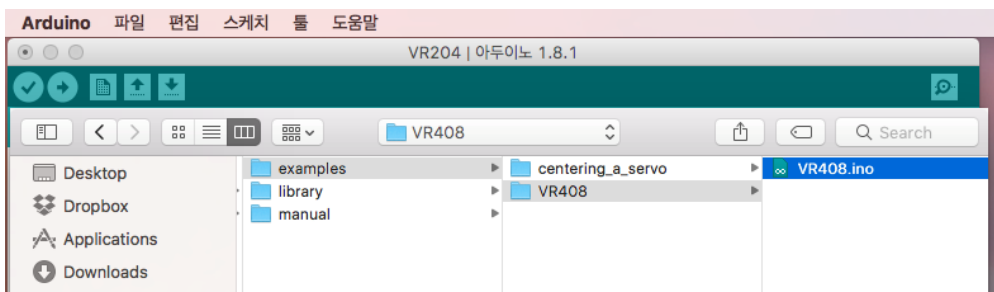 Arduino 파일 편집 스케치 툴 도움말
VR204 | 아두이노 1.8.1
VR408
Search
Desktop
Dropbox
Applications
Downloads
examples
library
manual
centering_a_servo
VR408
VR408.ino